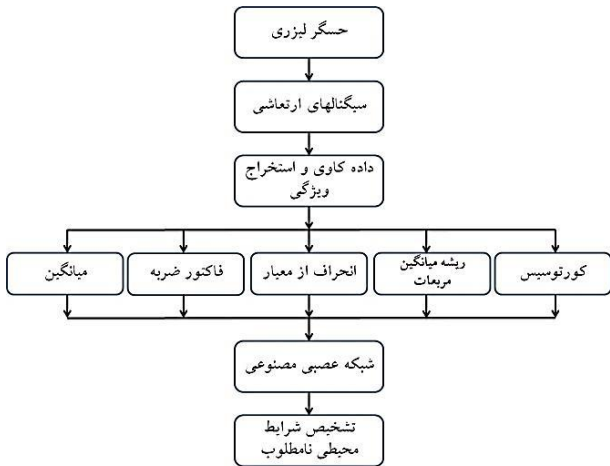 حسگر لیزری
سیگنالهای ارتعاشی
داده کاوی و استخراج
ویژگی
کورتوسیس
ریشه میانگین
مربعات
انحراف از معیار
فاکتور ضربه
میانگین
شبکه عصبی مصنوعی
تشخیص شرایط
محیطی نامطلوب